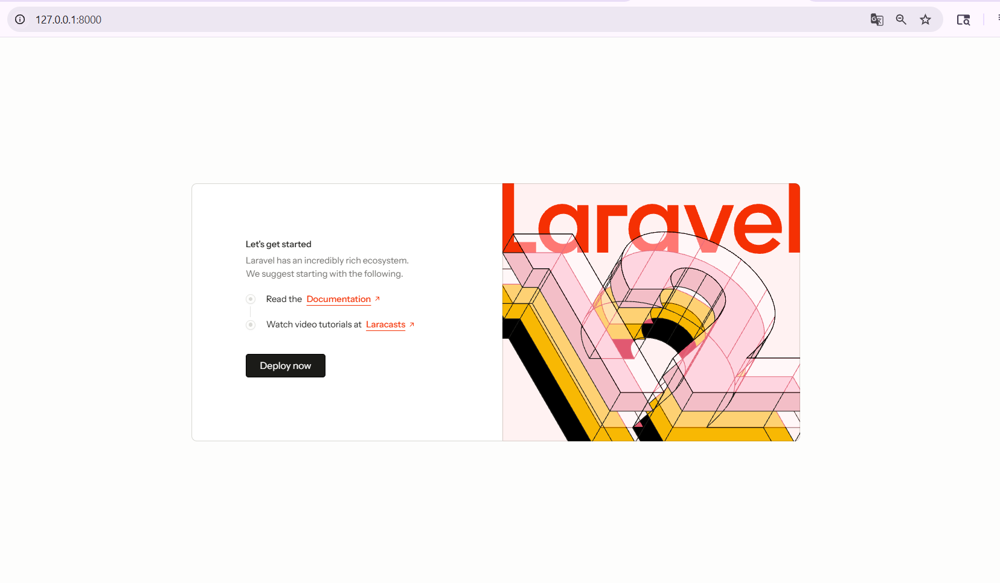 127.0.0.1:8000
Laravel
Let's get started
Laravel has an incredibly rich ecosystem.
We suggest starting with the following.
Read the Documentation
Watch video tutorials at Laracasts
Deploy now